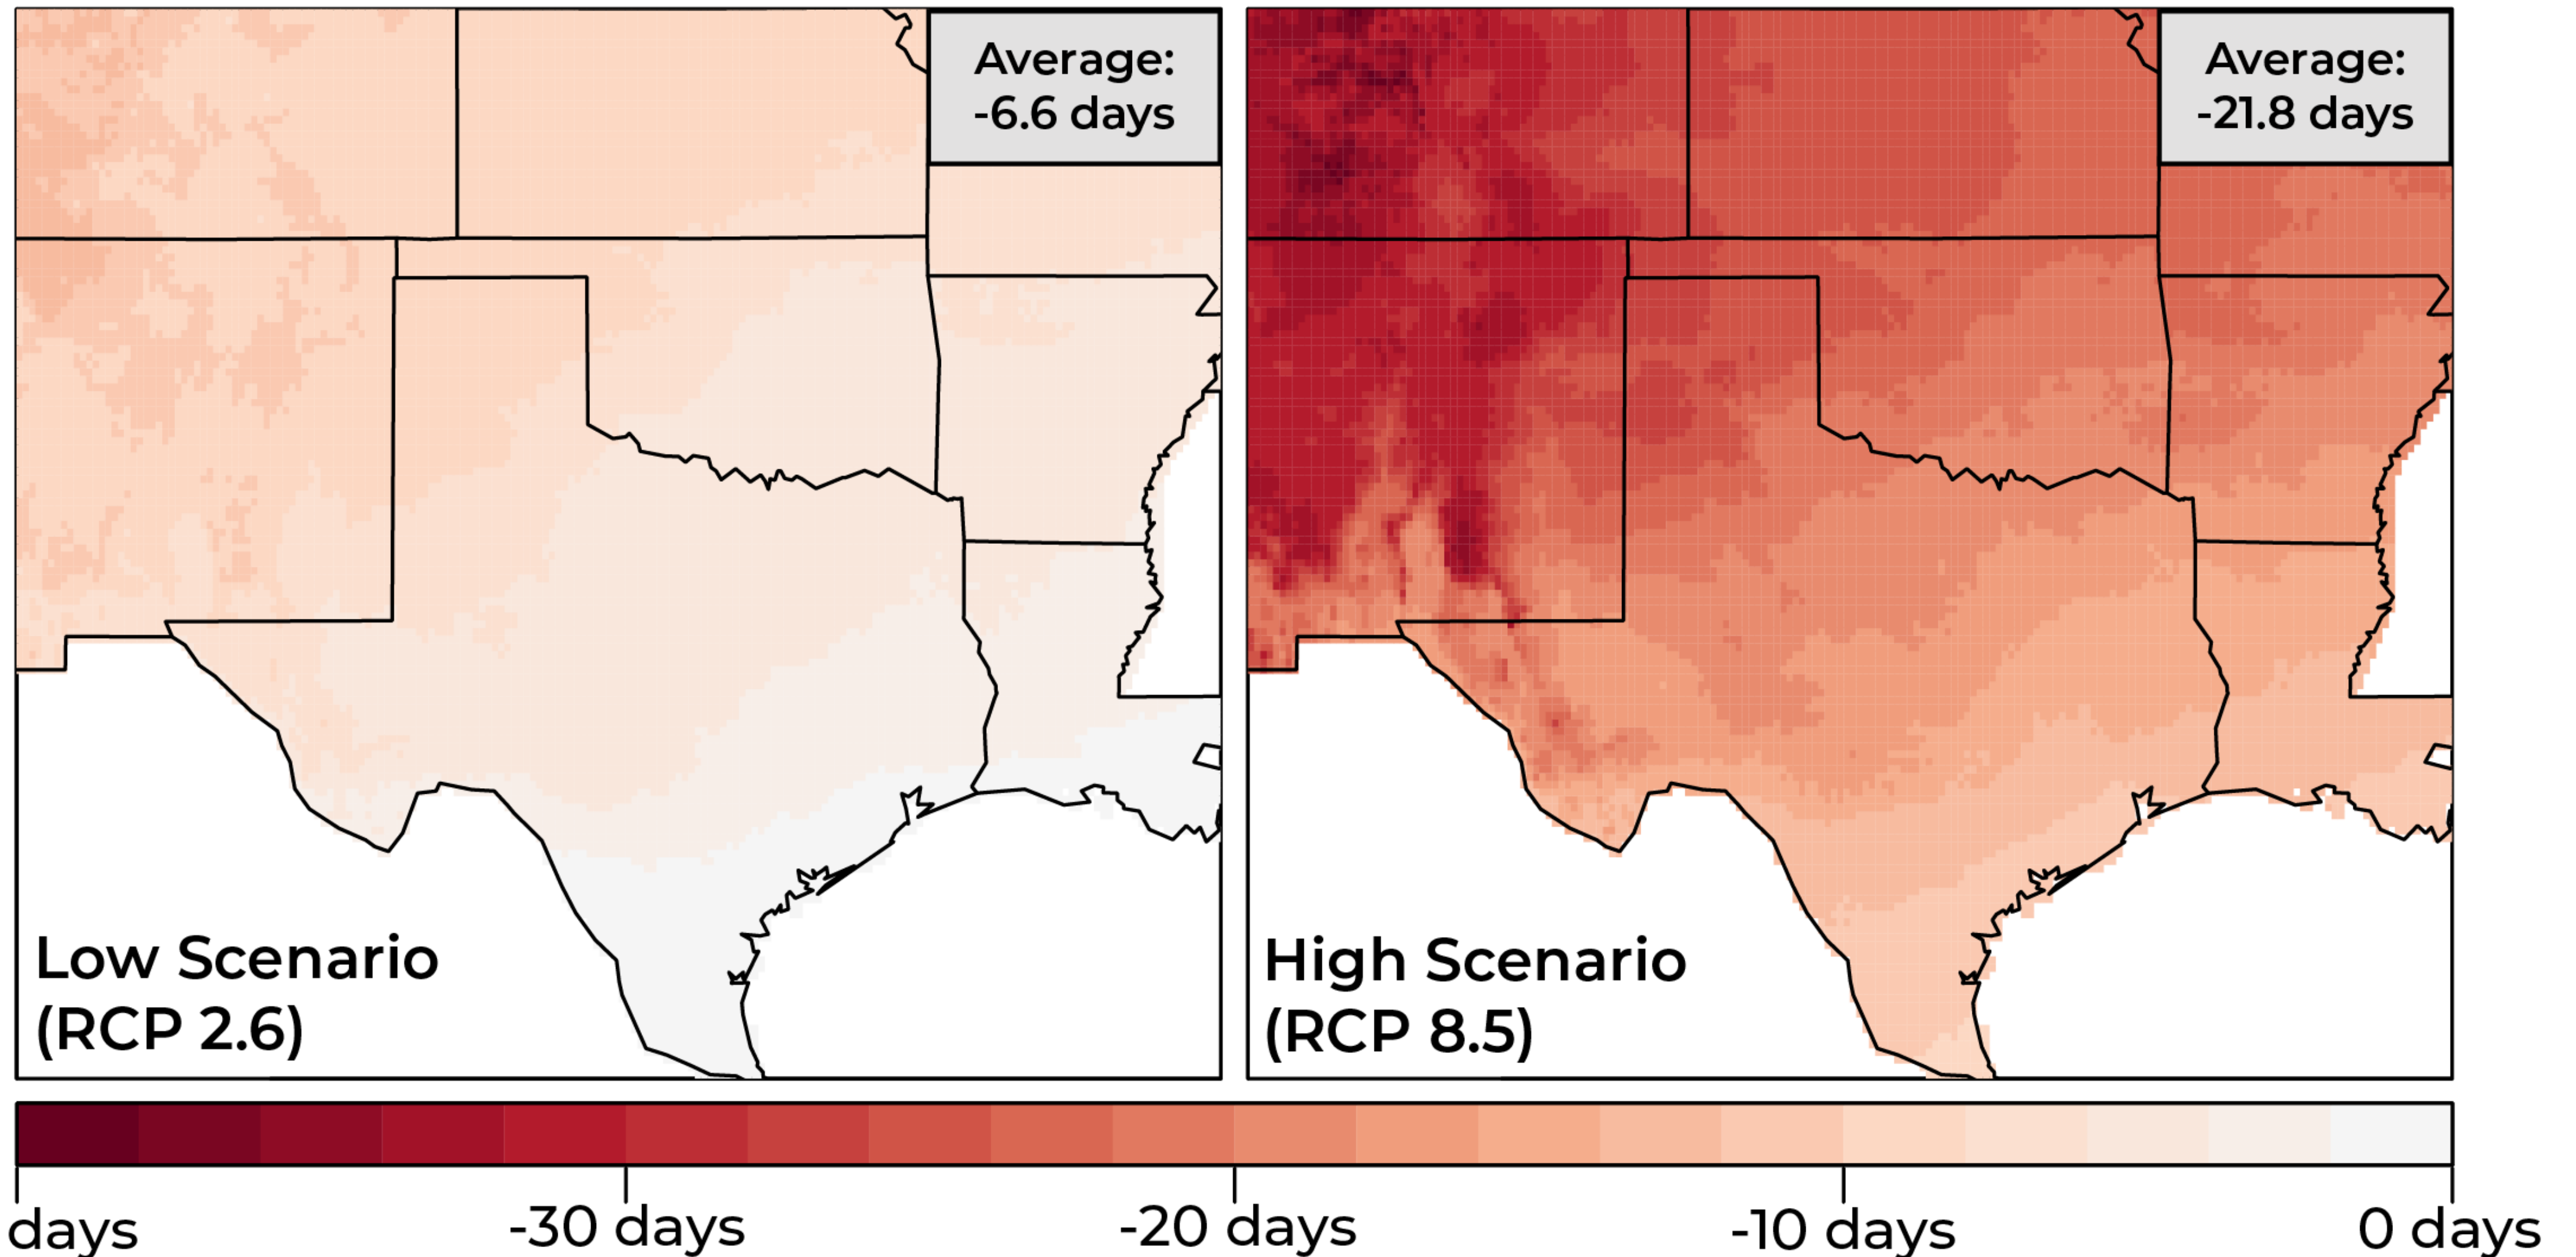 Average:
-6.6 days
Average:
-21.8 days
Low Scenario
(RCP 2.6)
High Scenario
(RCP 8.5)
days
-30 days
-20 days
-10 days
0 days